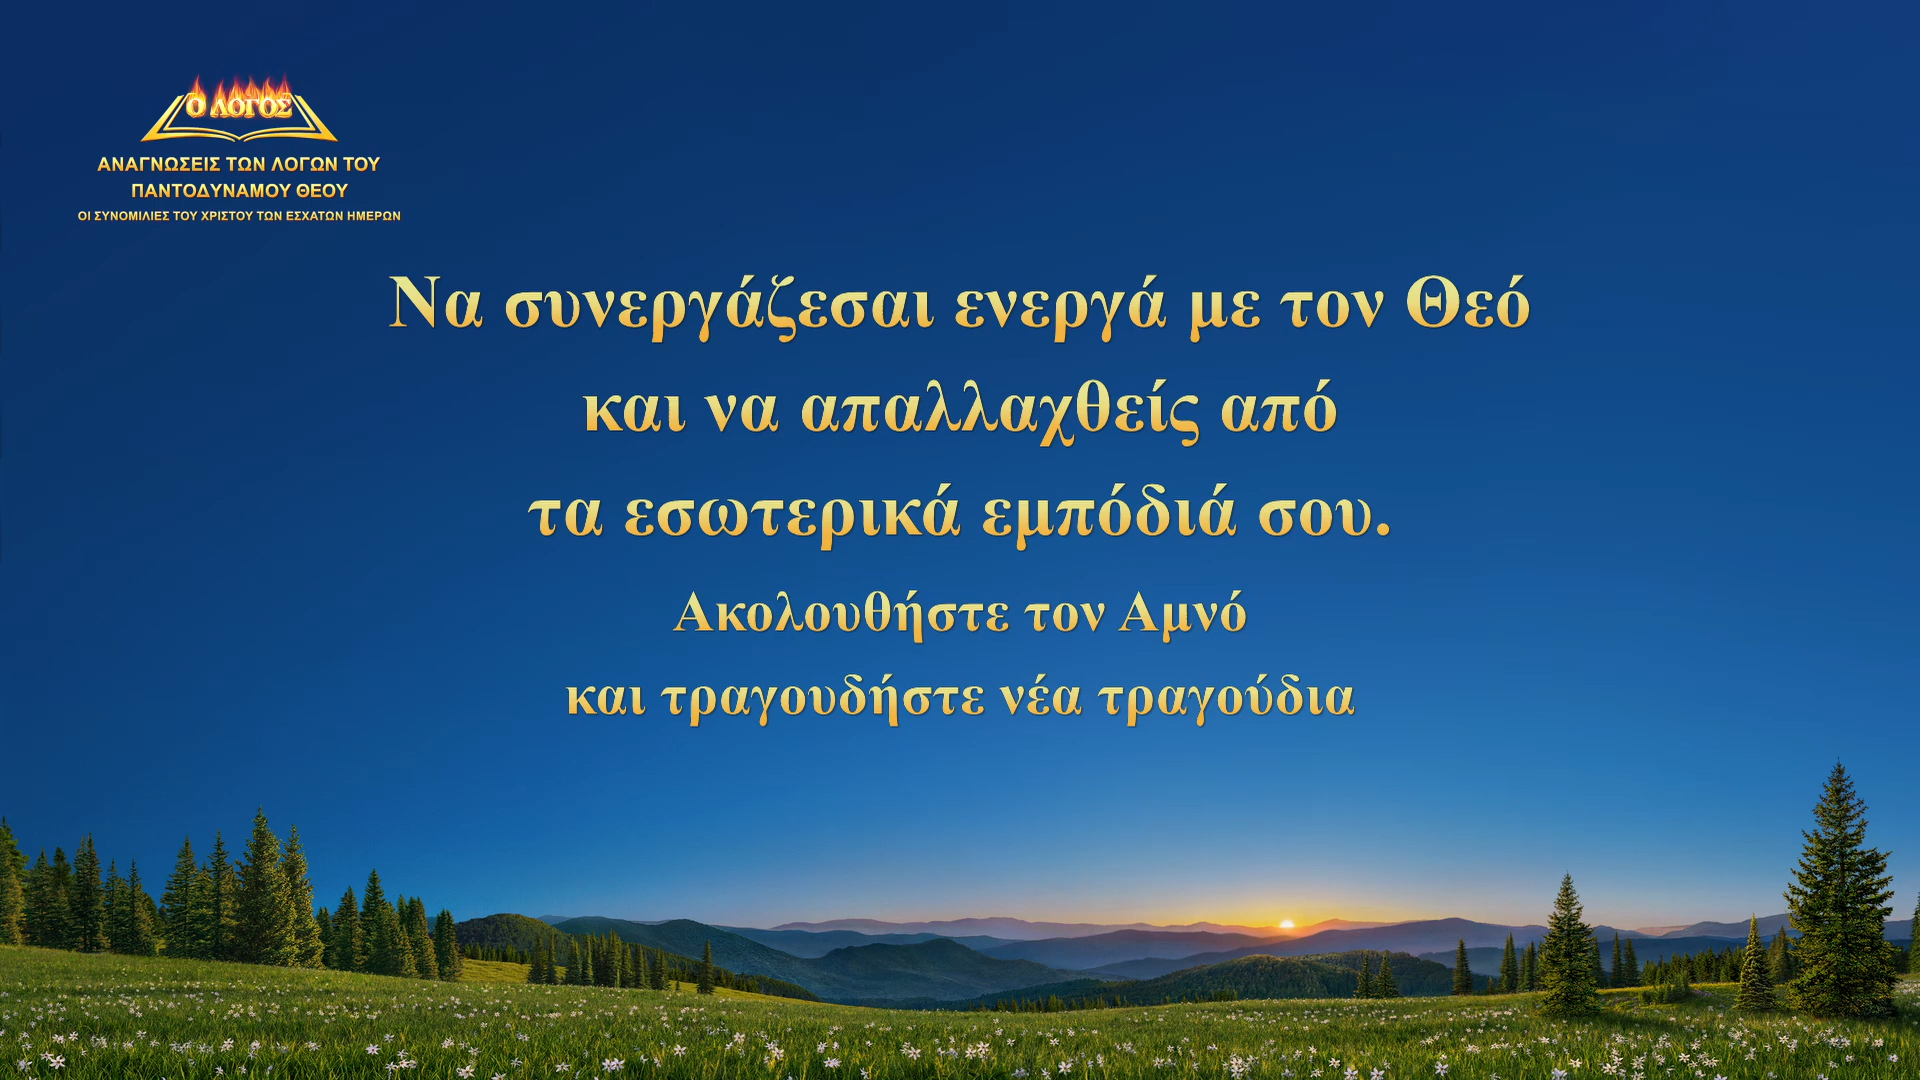 Ο ΛΟΓΟΣ
ΑΝΑΓΝΩΣΕΙΣ ΤΩΝ ΛΟΓΩΝ ΤΟΥ
ΠΑΝΤΟΔΥΝΑΜΟΥ ΘΕΟΥ
ΟΙ ΣΥΝΟΜΙΛΙΕΣ ΤΟΥ ΧΡΙΣΤΟΥ ΤΩΝ ΕΣΧΑΤΩΝ ΗΜΕΡΩΝ
Να συνεργάζεσαι ενεργά με τον Θεό
και να απαλλαχθείς από
τα εσωτερικά εμπόδιά σου.
Ακολουθήστε τον Αμνό
και τραγουδήστε νέα τραγούδια